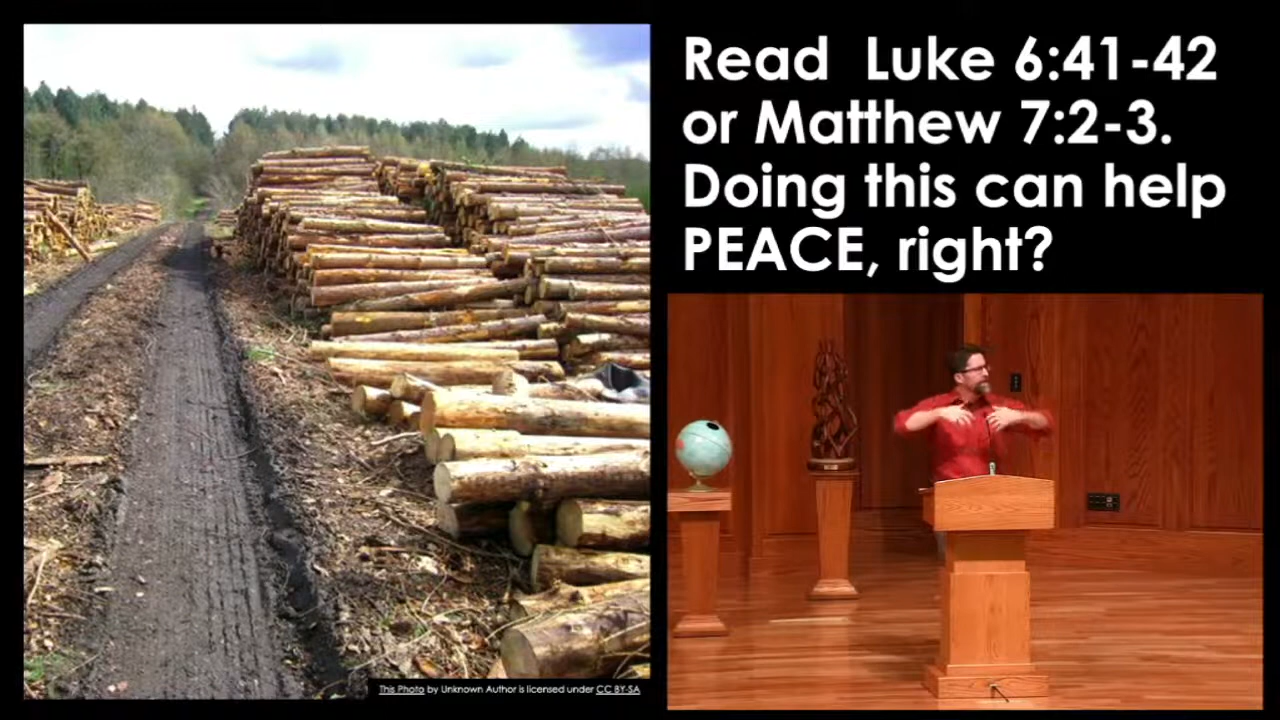 Read  Luke 6:41-42
or Matthew 7:2-3.
Doing this can help
PEACE, right?
This Photo by Unknown Author is licensed under CC BY-SA